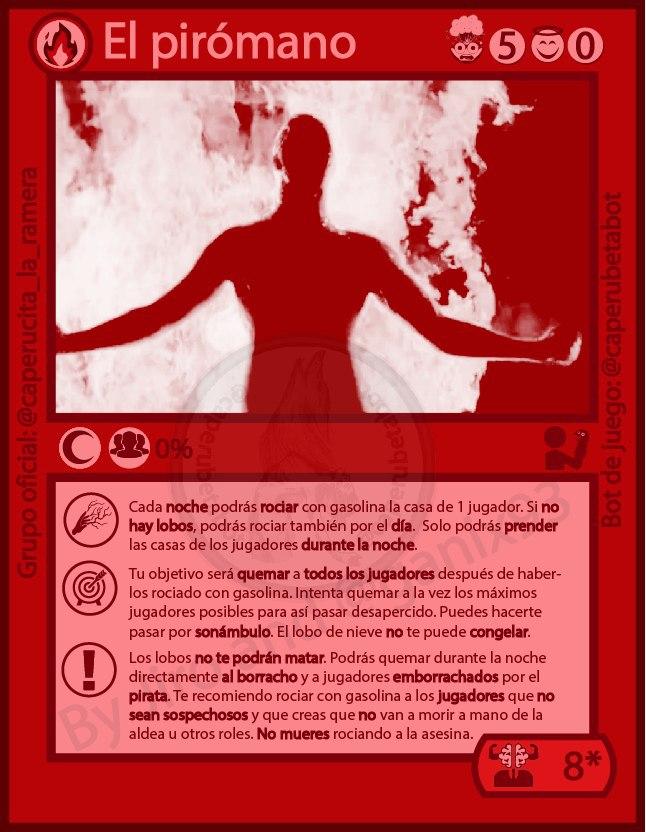 El pirómano
5
0
Grupo oficial: @caperucita_la_ramera
Bot de juego: @caperubetabot
0%
Cada noche podrás rociar con gasolina la casa de 1 jugador. Si no
hay lobos, podrás rociar también por el día. Solo podrás prender
las casas de los jugadores durante la noche.
Tu objetivo será quemar a todos los jugadores después de haber-
los rociado con gasolina. Intenta quemar a la vez los máximos
jugadores posibles para así pasar desapercido. Puedes hacerte
pasar por sonámbulo. El lobo de nieve no te puede congelar.
Los lobos no te podrán matar. Podrás quemar durante la noche
directamente al borracho y a jugadores emborrachados por el
pirata. Te recomiendo rociar con gasolina a los jugadores que no
sean sospechosos y que creas que no van a morir a mano de la
aldea u otros roles. No mueres rociando a la asesina.
8*